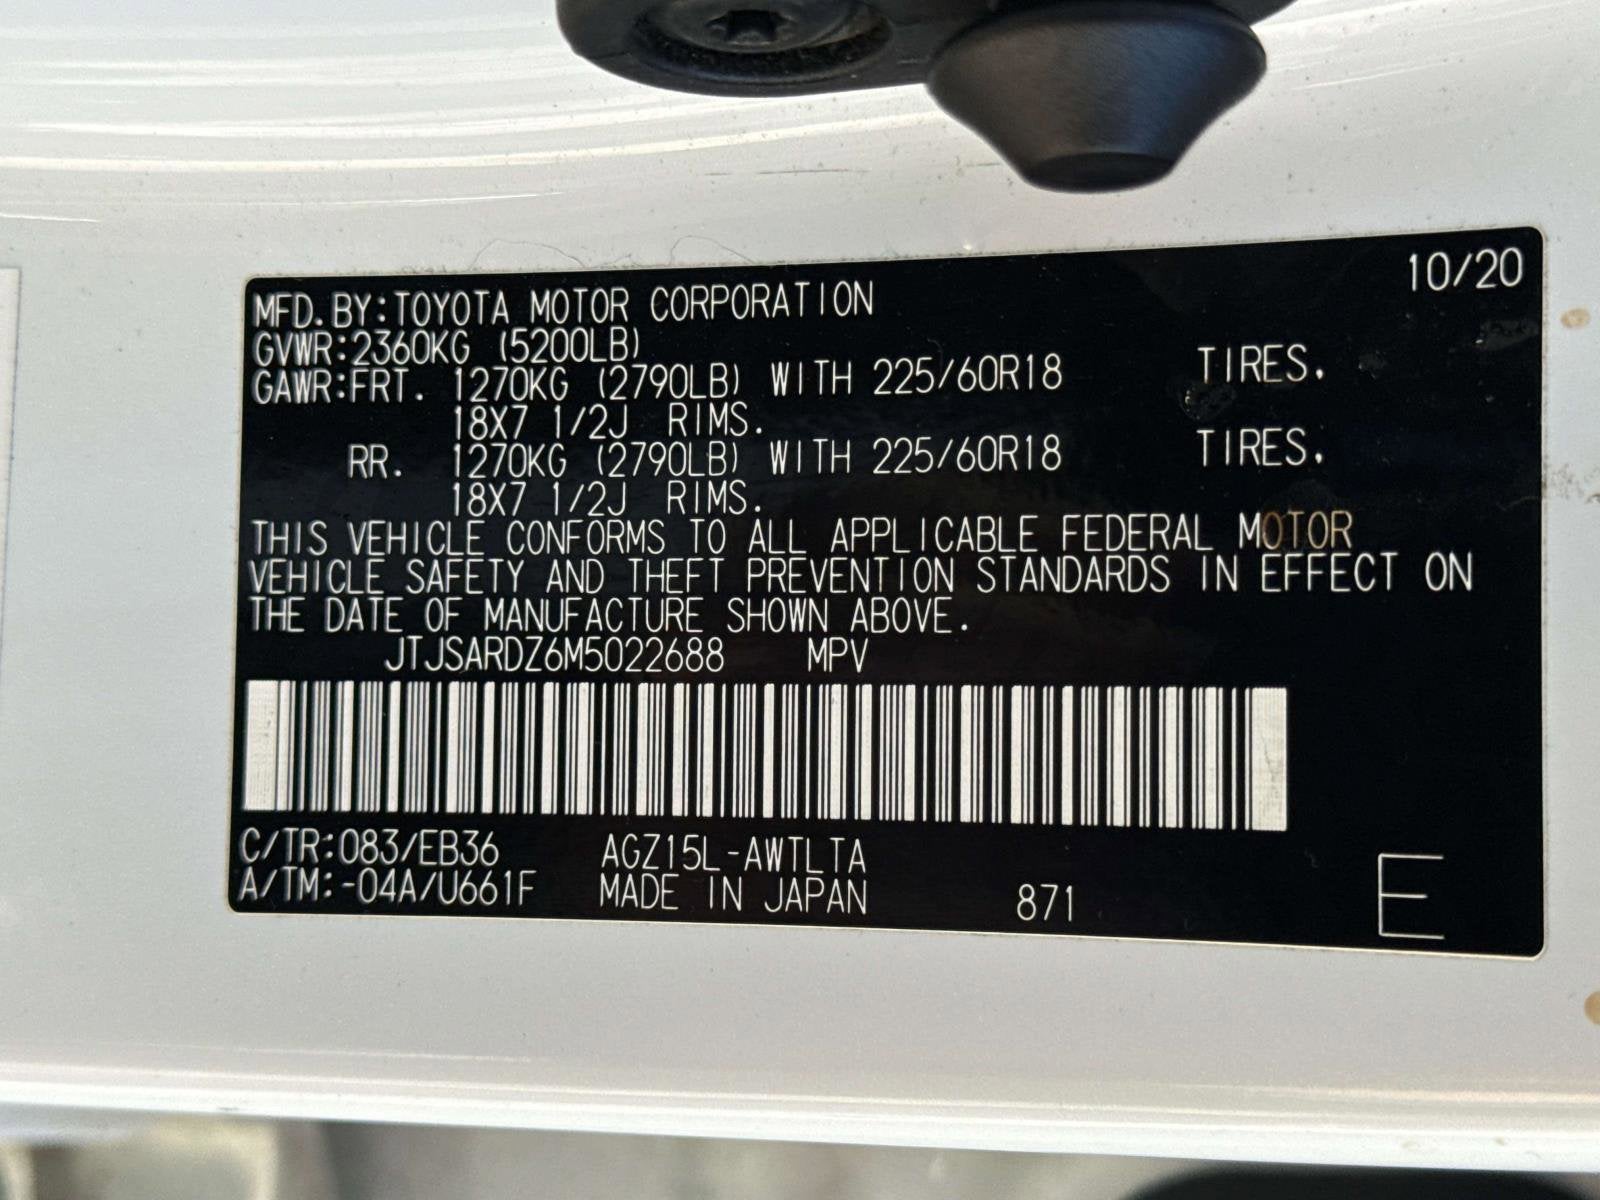 10/20
MFD.BY:TOYOTA MOTOR CORPORATION
GVWR:2360KG (5200LB)
GAWR:FRT. 1270KG (2790LB) WITH 225/60R18 TIRES.
18X7 1/2J RIMS.
RR. 1270KG (2790LB) WITH 225/60R18 TIRES.
18X7 1/2J RIMS.
THIS VEHICLE CONFORMS TO ALL APPLICABLE FEDERAL MOTOR
VEHICLE SAFETY AND THEFT PREVENTION STANDARDS IN EFFECT ON
THE DATE OF MANUFACTURE SHOWN ABOVE.
JTJSARDZ6M5022688 MPV
C/TR:083/EB36 AGZ15L-AWTLTA
A/TM:-04A/U661F MADE IN JAPAN 871 E